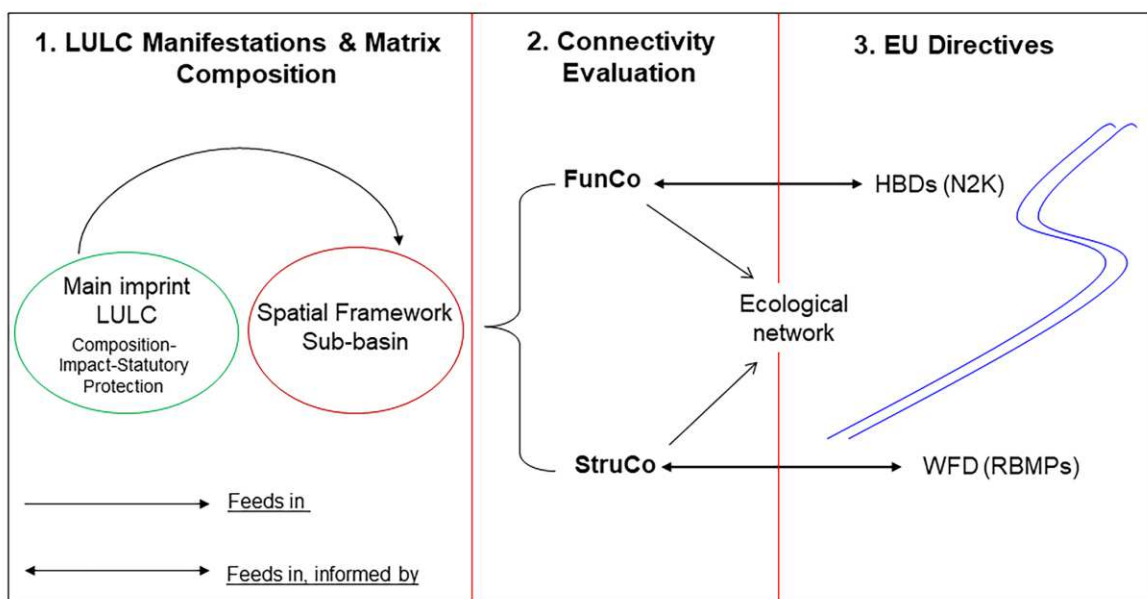 1. LULC Manifestations & Matrix
Composition
2. Connectivity
Evaluation
3. EU Directives
Main imprint
LULC
Composition-
Impact-Statutory
Protection
Spatial Framework
Sub-basin
FunCo
HBDs (N2K)
Ecological
network
StruCo
WFD (RBMPs)
Feeds in
Feeds in, informed by